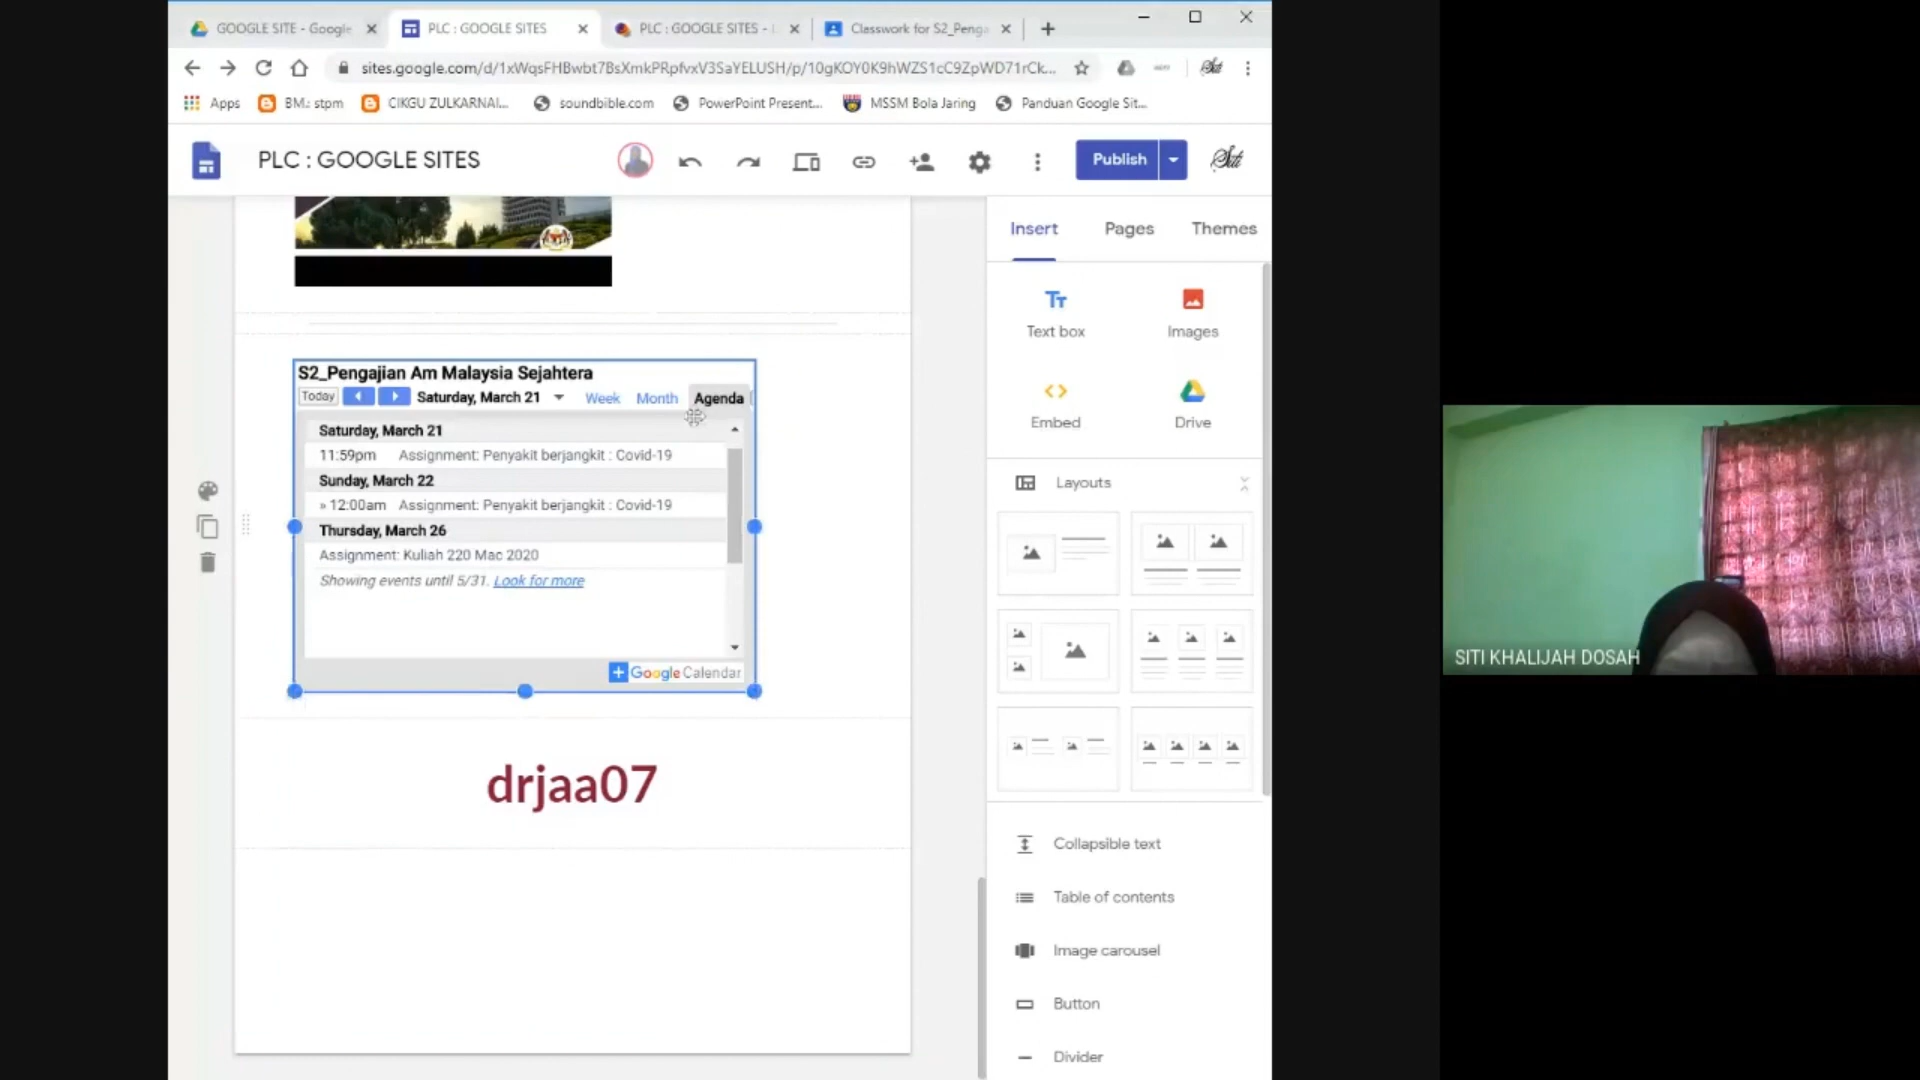 GOOGLE SITE - Google
PLC : GOOGLE SITES
PLC : GOOGLE SITES -
Classwork for S2_Penga
sites.google.com/d/1xWqsFHBwbt7BsXmkPRpfvxV3SaYELUSH/p/10gKOY0K9hWZS1cC9ZpWD71rCk...
Apps
BM.: stpm
CIKGU ZULKARNAI...
soundbible.com
PowerPoint Present...
MSSM Bola Jaring
Panduan Google Sit...
PLC : GOOGLE SITES
Publish
Siti
Insert
Pages
Themes
Text box
Images
Embed
Drive
Layouts
Collapsible text
Table of contents
Image carousel
Button
Divider
S2_Pengajian Am Malaysia Sejahtera
Today
Saturday, March 21
Week
Month
Agenda
Saturday, March 21
11:59pm Assignment: Penyakit berjangkit : Covid-19
Sunday, March 22
» 12:00am Assignment: Penyakit berjangkit : Covid-19
Thursday, March 26
Assignment: Kuliah 220 Mac 2020
Showing events until 5/31. Look for more
Google Calendar
drjaa07
SITI KHALIJAH DOSAH